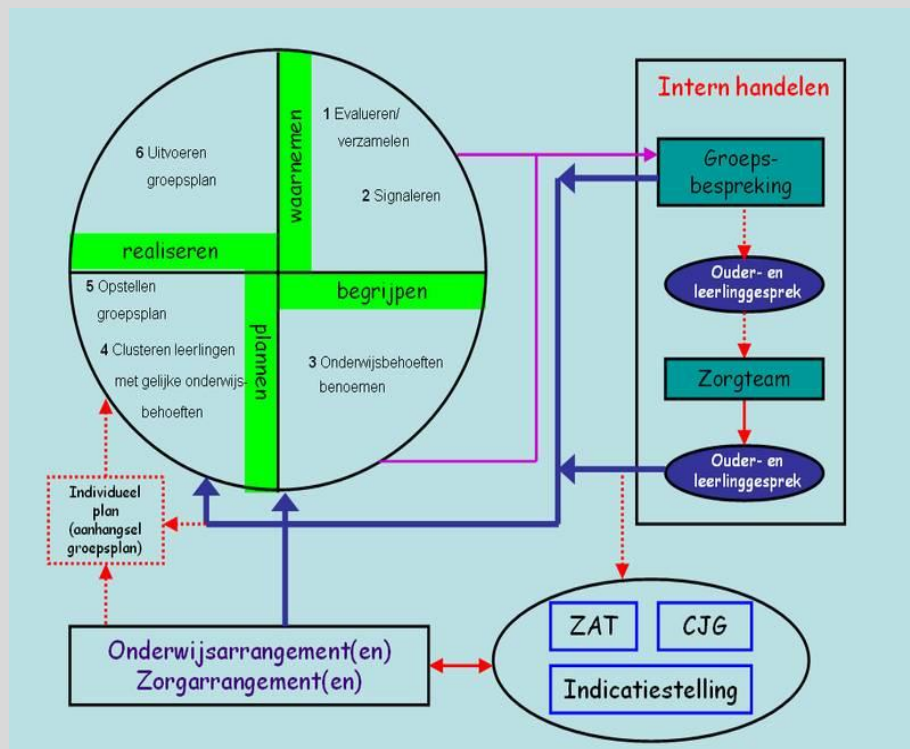 1 Evalueren/
verzamelen
2 Signaleren
waarnemen
6 Uitvoeren
groepsplan
realiseren
begrijpen
3 Onderwijsbehoeften
benoemen
plannen
5 Opstellen
groepsplan
4 Clusteren leerlingen
met gelijke onderwijs-
behoeften
Intern handelen
Groeps-
bespreking
Ouder- en
leerlinggesprek
Zorgteam
Ouder- en
leerlinggesprek
Individueel
plan
(aanhangsel
groepsplan)
Onderwijsarrangement(en)
Zorgarrangement(en)
ZAT
CJG
Indicatiestelling